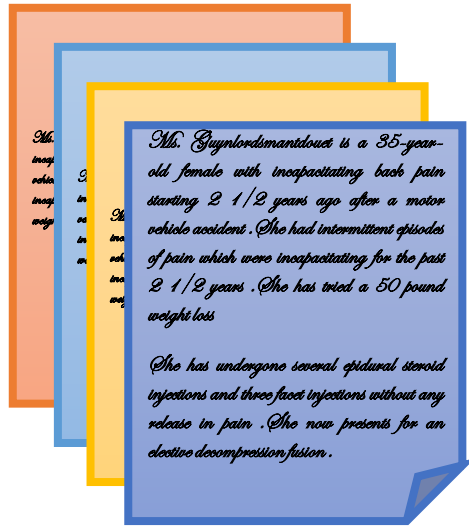 Ms. Guynlordsmantdouet is a 35-year-
old female with incapacitating back pain
starting 2 1/2 years ago after a motor
vehicle accident . She had intermittent episodes
of pain which were incapacitating for the past
2 1/2 years . She has tried a 50 pound
weight loss
She has undergone several epidural steroid
injections and three facet injections without any
release in pain . She now presents for an
elective decompression fusion .